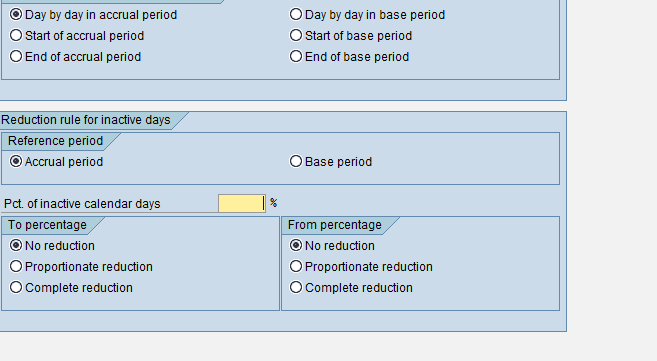 Day by day in accrual period Day by day in base period
Start of accrual period Start of base period
End of accrual period End of base period
Reduction rule for inactive days
Reference period
Accrual period Base period
Pct. of inactive calendar days %
To percentage From percentage
No reduction No reduction
Proportionate reduction Proportionate reduction
Complete reduction Complete reduction